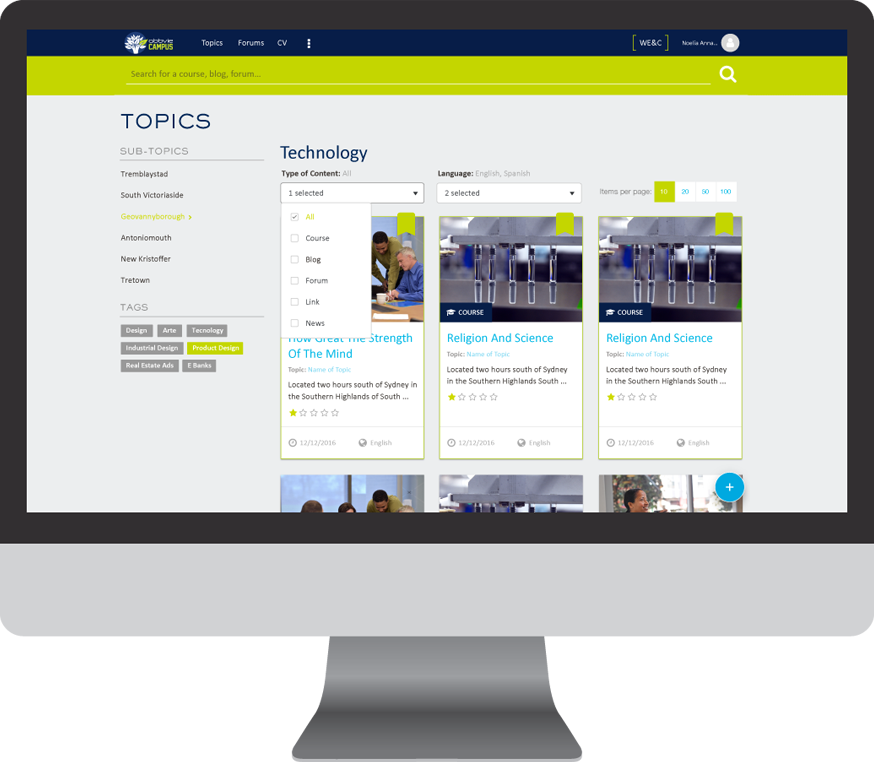 abbvie
CAMPUS
Topics
Forums
CV
WE&C
Noelia Anna...
Search for a course, blog, forum...
TOPICS
SUB-TOPICS
Tremblaystad
South Victoriaside
Geovannyborough
Antoniomouth
New Kristoffer
Tretown
TAGS
Design
Arte
Tecnology
Industrial Design
Product Design
Real Estate Ads
E Banks
Technology
Type of Content: All
1 selected
Language: English, Spanish
2 selected
Items per page: 10 20 50 100
All
Course
Blog
Forum
Link
News
How Great The Strength
Of The Mind
Topic: Name of Topic
Located two hours south of Sydney in
the Southern Highlands of South ...
12/12/2016
English
COURSE
Religion And Science
Topic: Name of Topic
Located two hours south of Sydney
in the Southern Highlands South ...
12/12/2016
English
COURSE
Religion And Science
Topic: Name of Topic
Located two hours south of Sydney
in the Southern Highlands South ...
12/12/2016
English